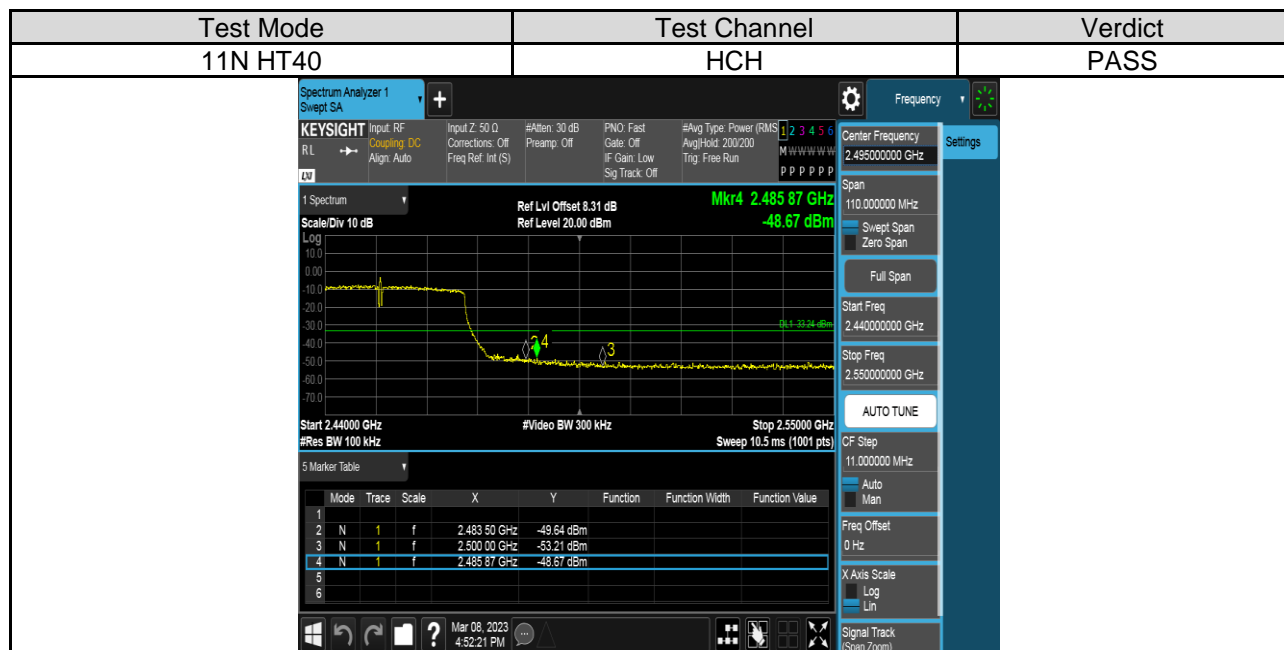 Test Mode Test Channel Verdict
11N HT40 HCH PASS
Spectrum Analyzer 1
Swept SA
+
Frequency
KEYSIGHT Input: RF Input Z: 50 Ω #Atten: 30 dB PNO: Fast #Avg Type: Power (RMS 1 2 3 4 5 6
RL Coupling: DC Corrections: Off Preamp: Off Gate: Off Avg|Hold: 200/200 M W W W W W
Align: Auto Freq Ref: Int (S) IF Gain: Low Trig: Free Run
LXI Sig Track: Off P P P P P P
Center Frequency
2.495000000 GHz
Settings
1 Spectrum
Ref Lvl Offset 8.31 dB
Mkr4 2.485 87 GHz
Scale/Div 10 dB
Ref Level 20.00 dBm
-48.67 dBm
Span
110.000000 MHz
Swept Span
Zero Span
Full Span
Start Freq
2.440000000 GHz
Stop Freq
2.550000000 GHz
AUTO TUNE
CF Step
11.000000 MHz
Auto
Man
Freq Offset
0 Hz
X Axis Scale
Log
Lin
Signal Track
(Span Zoom)
Log
10.0
0.00
-10.0
-20.0
-30.0
DL1 -33.24 dBm
-40.0
4
3
-50.0
-60.0
-70.0
Start 2.44000 GHz #Video BW 300 kHz Stop 2.55000 GHz
#Res BW 100 kHz Sweep 10.5 ms (1001 pts)
5 Marker Table
Mode Trace Scale X Y Function Function Width Function Value
1
2 N 1 f 2.483 50 GHz -49.64 dBm
3 N 1 f 2.500 00 GHz -53.21 dBm
4 N 1 f 2.485 87 GHz -48.67 dBm
5
6
? Mar 08, 2023
4:52:21 PM